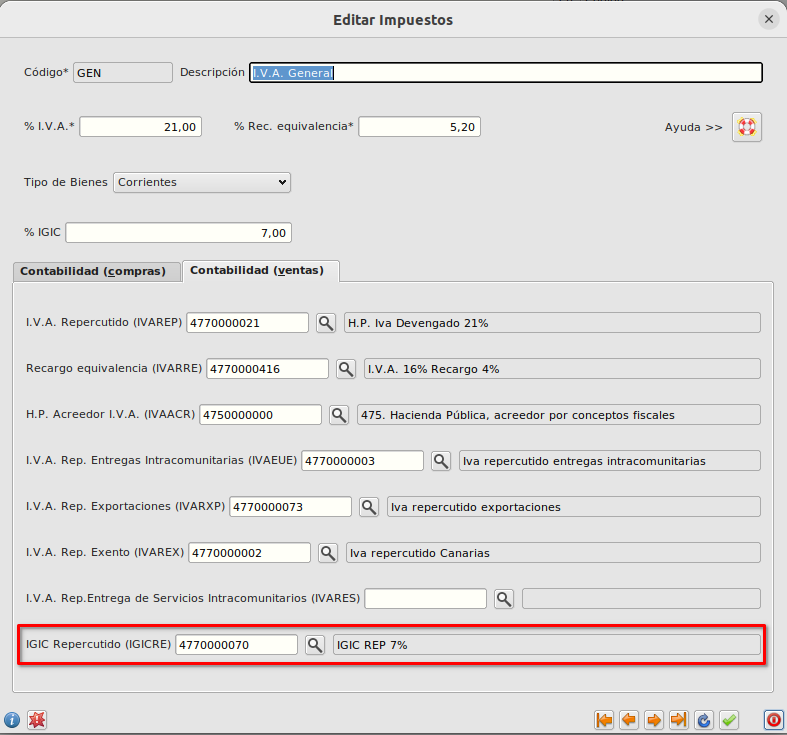 Editar Impuestos
Código* GEN Descripción I.V.A. General
% I.V.A.* 21,00 % Rec. equivalencia* 5,20 Ayuda >>
Tipo de Bienes Corrientes
% IGIC 7,00
Contabilidad (compras) Contabilidad (ventas)
I.V.A. Repercutido (IVAREP) 4770000021 H.P. Iva Devengado 21%
Recargo equivalencia (IVARRE) 4770000416 I.V.A. 16% Recargo 4%
H.P. Acreedor I.V.A. (IVAACR) 4750000000 475. Hacienda Pública, acreedor por conceptos fiscales
I.V.A. Rep. Entregas Intracomunitarias (IVAEUE) 4770000003 Iva repercutido entregas intracomunitarias
I.V.A. Rep. Exportaciones (IVARXP) 4770000073 Iva repercutido exportaciones
I.V.A. Rep. Exento (IVAREX) 4770000002 Iva repercutido Canarias
I.V.A. Rep.Entrega de Servicios Intracomunitarios (IVARES)
IGIC Repercutido (IGICRE) 4770000070 IGIC REP 7%